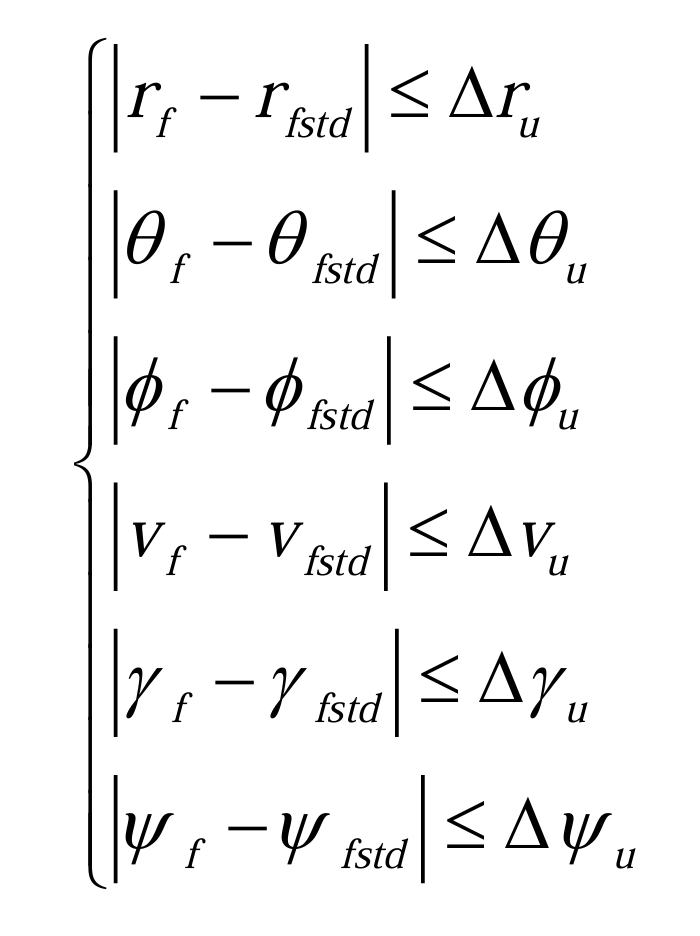 |r_f − r_fstd| ≤ Δr_u
|θ_f − θ_fstd| ≤ Δθ_u
|ϕ_f − ϕ_fstd| ≤ Δϕ_u
|v_f − v_fstd| ≤ Δv_u
|γ_f − γ_fstd| ≤ Δγ_u
|ψ_f − ψ_fstd| ≤ Δψ_u